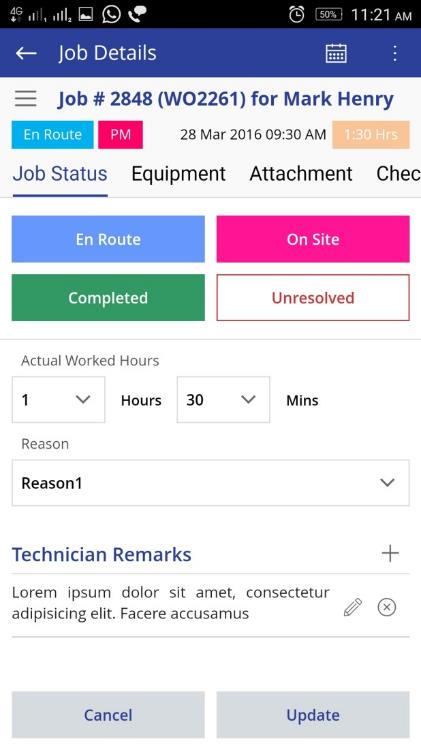 4G 50% 11:21 AM
Job Details
Job # 2848 (WO2261) for Mark Henry
En Route PM 28 Mar 2016 09:30 AM 1:30 Hrs
Job Status Equipment Attachment Chec
En Route On Site
Completed Unresolved
Actual Worked Hours
1 Hours 30 Mins
Reason
Reason1
Technician Remarks
Lorem ipsum dolor sit amet, consectetur
adipisicing elit. Facere accusamus
Cancel Update